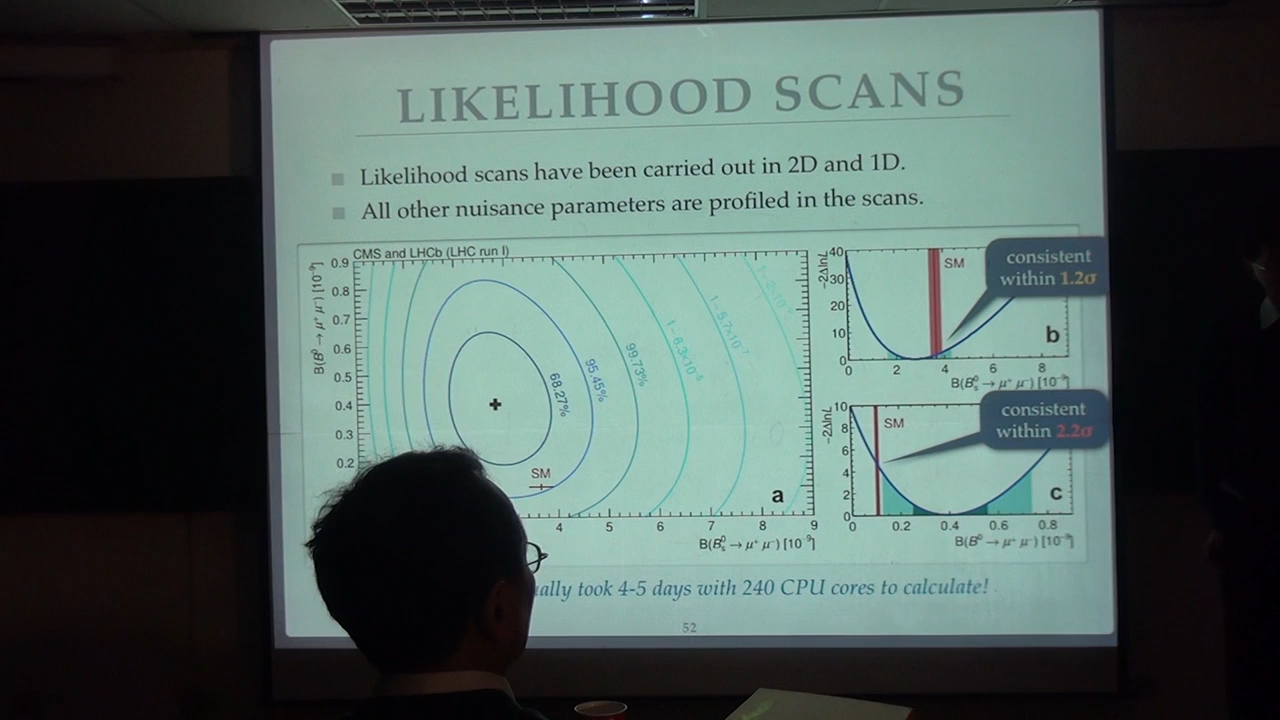 LIKELIHOOD SCANS
Likelihood scans have been carried out in 2D and 1D.
All other nuisance parameters are profiled in the scans.
CMS and LHCb (LHC run I)
B(B⁰ → μ⁺ μ⁻) [10⁻⁹]
0.9
0.8
0.7
0.6
0.5
0.4
0.3
0.2
68.27%
95.45%
99.73%
SM
a
4 5 6 7 8 9
B(B⁰ₛ → μ⁺ μ⁻) [10⁻⁹]
−2ΔlnL
40
30
20
10
0
SM
consistent
within 1.2σ
b
0 2 4 6 8
B(B⁰ₛ → μ⁺ μ⁻) [10⁻⁹]
−2ΔlnL
10
8
6
4
2
0
SM
consistent
within 2.2σ
c
0 0.2 0.4 0.6 0.8
B(B⁰ → μ⁺ μ⁻) [10⁻⁹]
took 4-5 days with 240 CPU cores to calculate!
52